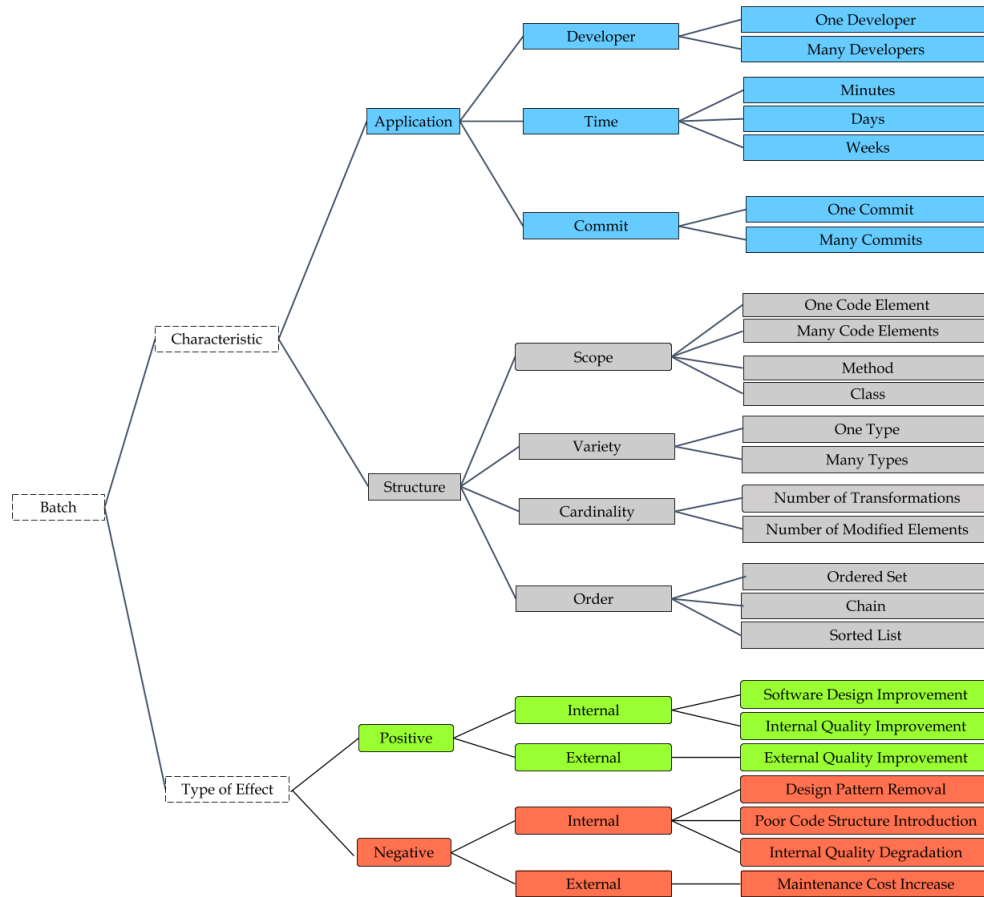 Batch
Characteristic
Application
Developer
One Developer
Many Developers
Time
Minutes
Days
Weeks
Commit
One Commit
Many Commits
Structure
Scope
One Code Element
Many Code Elements
Method
Class
Variety
One Type
Many Types
Cardinality
Number of Transformations
Number of Modified Elements
Order
Ordered Set
Chain
Sorted List
Type of Effect
Positive
Internal
Software Design Improvement
Internal Quality Improvement
External
External Quality Improvement
Negative
Internal
Design Pattern Removal
Poor Code Structure Introduction
Internal Quality Degradation
External
Maintenance Cost Increase